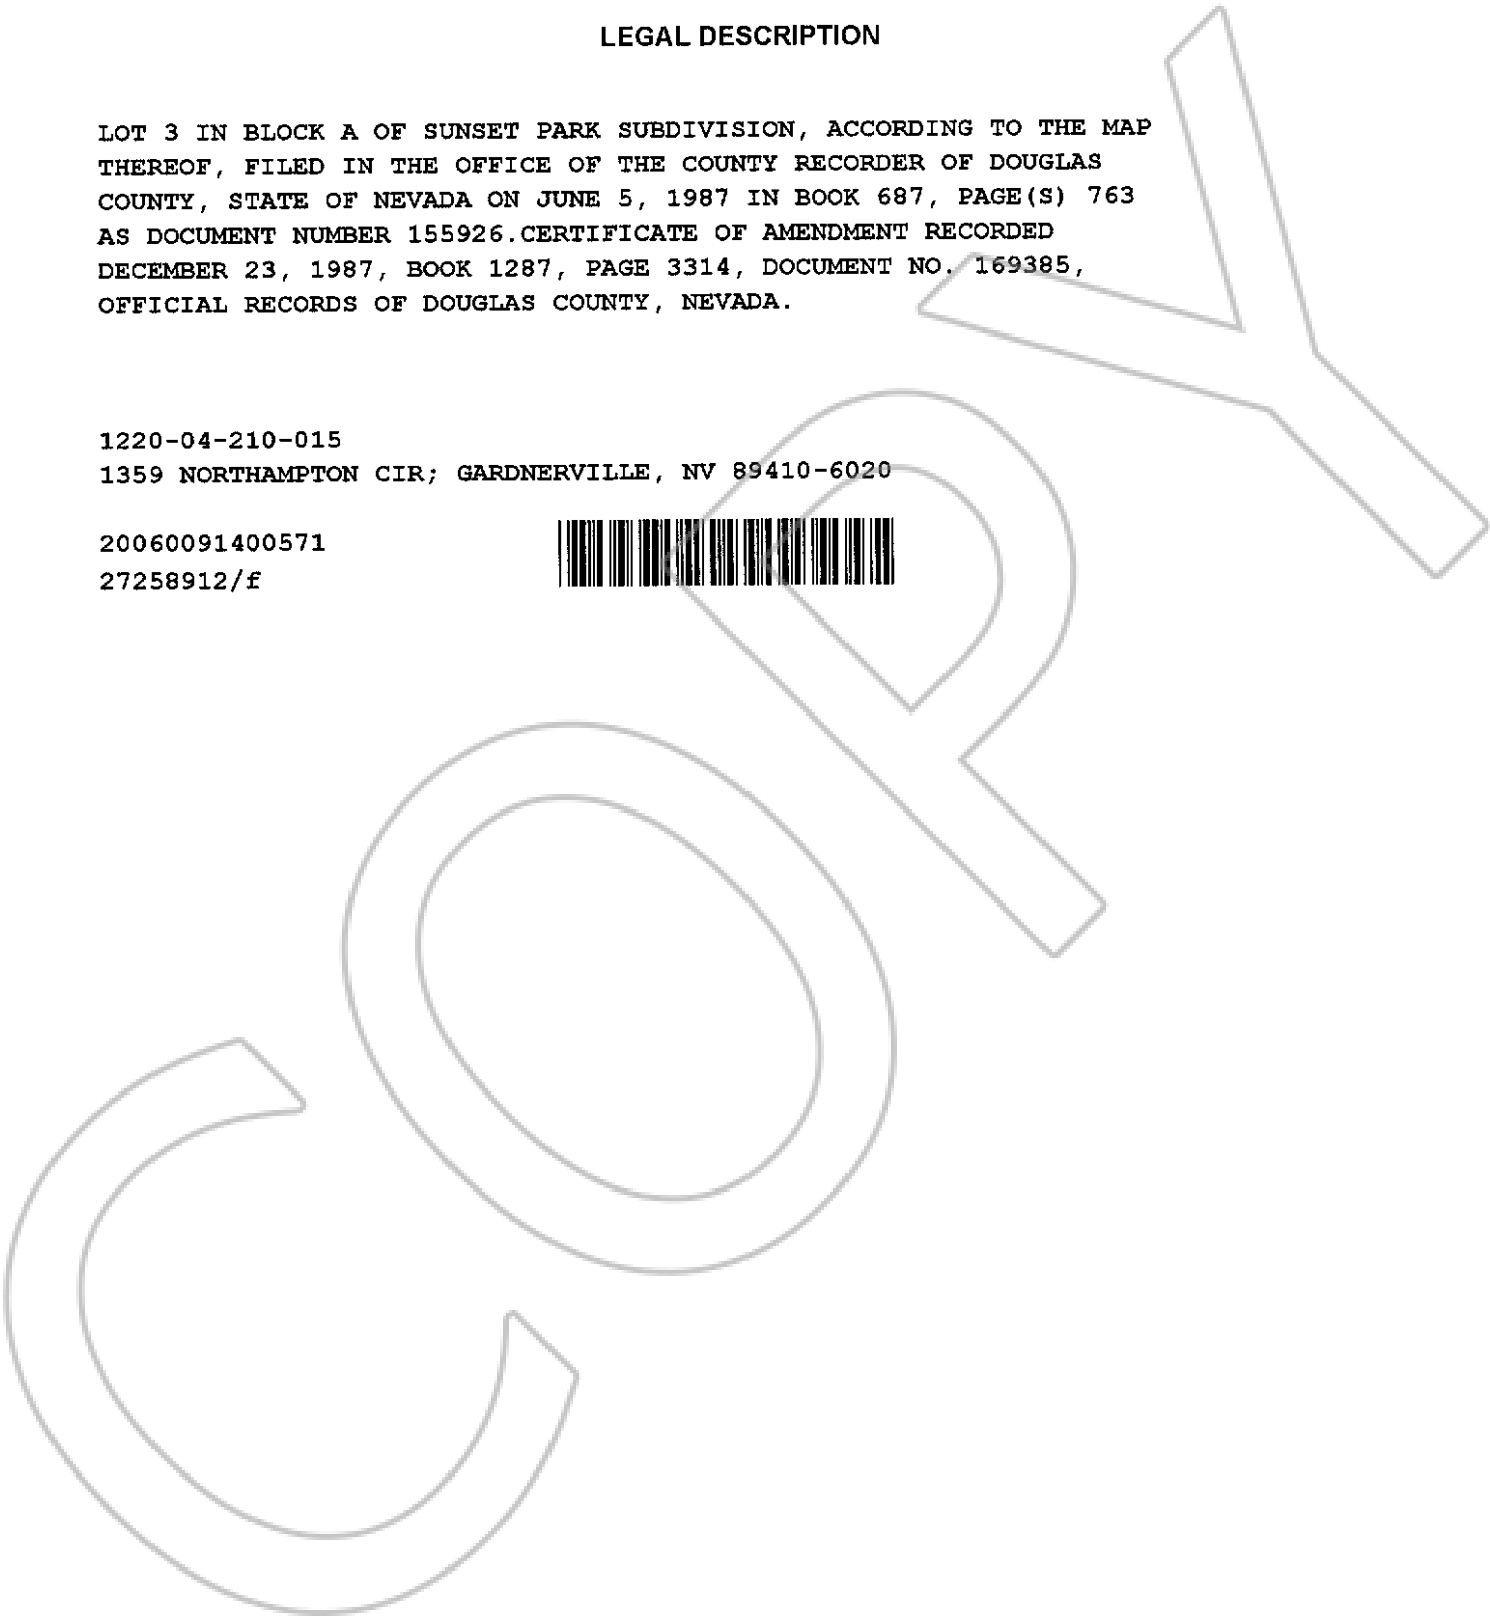 LEGAL DESCRIPTION
LOT 3 IN BLOCK A OF SUNSET PARK SUBDIVISION, ACCORDING TO THE MAP
THEREOF, FILED IN THE OFFICE OF THE COUNTY RECORDER OF DOUGLAS
COUNTY, STATE OF NEVADA ON JUNE 5, 1987 IN BOOK 687, PAGE(S) 763
AS DOCUMENT NUMBER 155926.CERTIFICATE OF AMENDMENT RECORDED
DECEMBER 23, 1987, BOOK 1287, PAGE 3314, DOCUMENT NO. 169385,
OFFICIAL RECORDS OF DOUGLAS COUNTY, NEVADA.
1220-04-210-015
1359 NORTHAMPTON CIR; GARDNERVILLE, NV 89410-6020
20060091400571
27258912/f
COPY